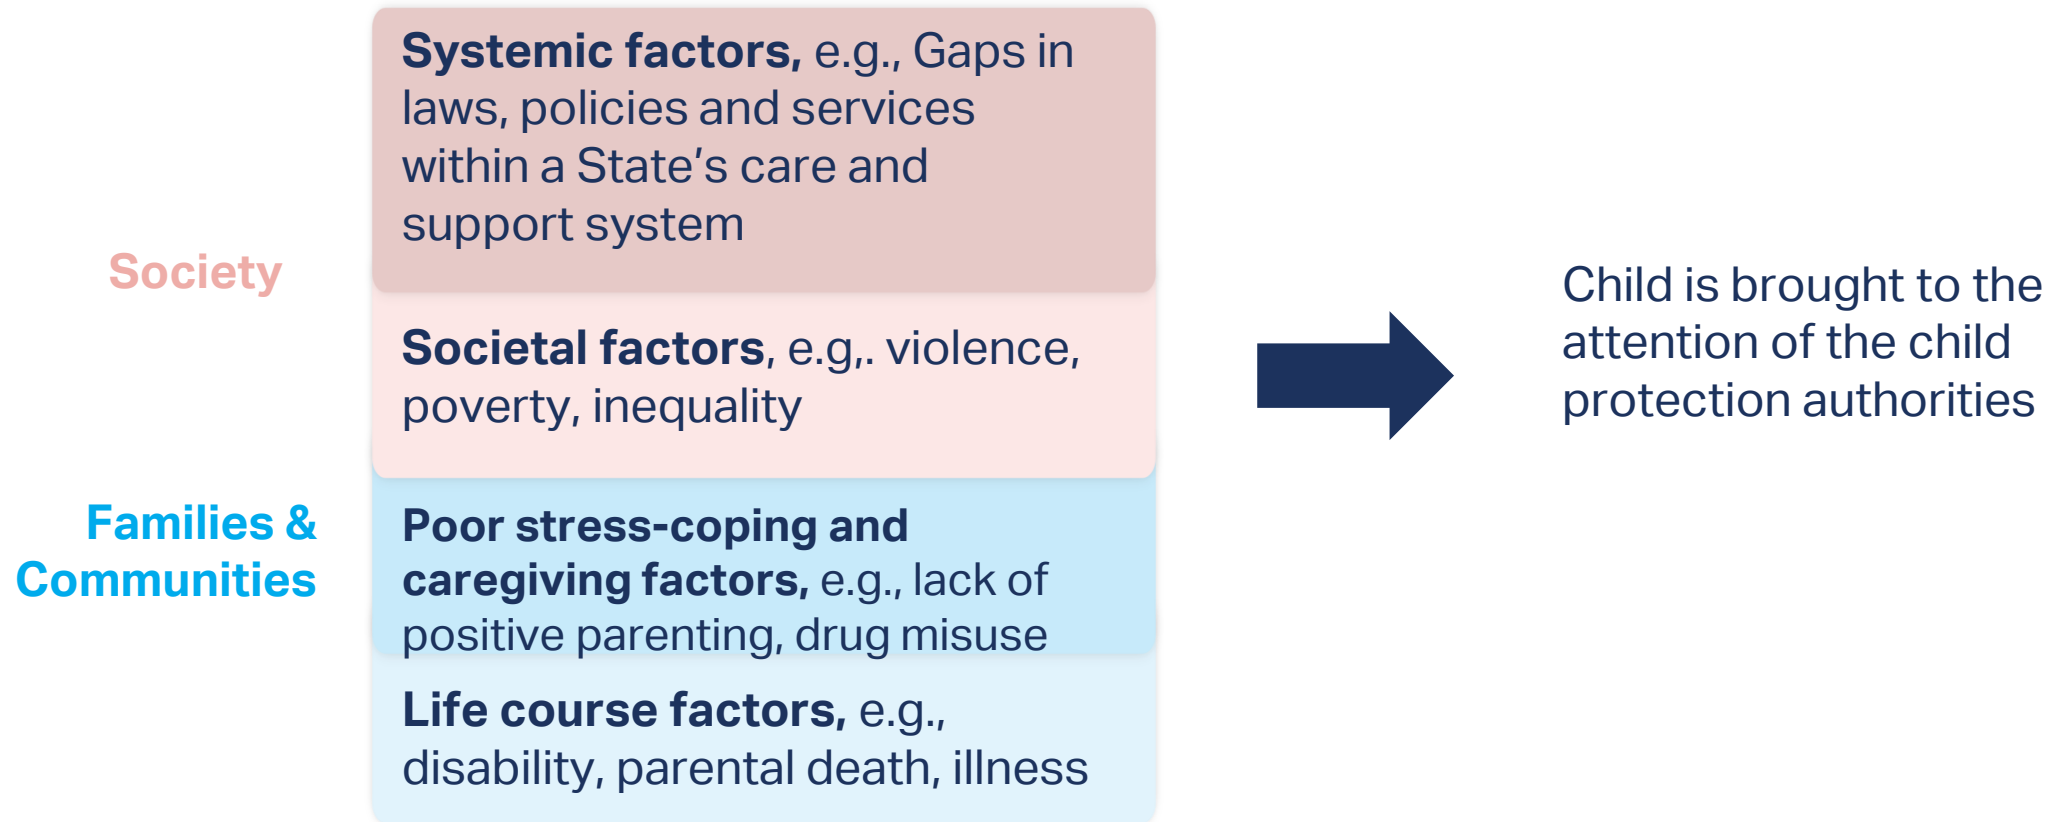 Systemic factors, e.g., Gaps in
laws, policies and services
within a State’s care and
support system
Society
Societal factors, e.g,. violence,
poverty, inequality
Child is brought to the
attention of the child
protection authorities
Families &
Communities
Poor stress-coping and
caregiving factors, e.g., lack of
positive parenting, drug misuse
Life course factors, e.g.,
disability, parental death, illness